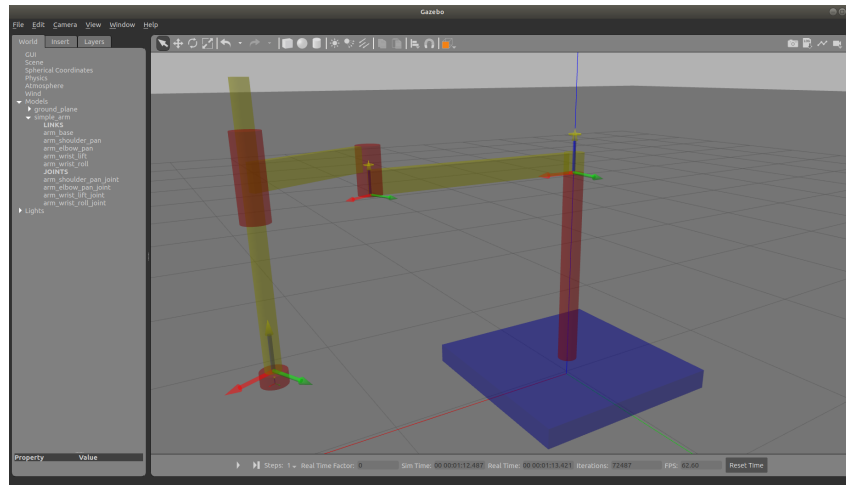 Gazebo
File Edit Camera View Window Help
World Insert Layers
GUI
Scene
Spherical Coordinates
Physics
Atmosphere
Wind
Models
ground_plane
simple_arm
LINKS
arm_base
arm_shoulder_pan
arm_elbow_pan
arm_wrist_lift
arm_wrist_roll
JOINTS
arm_shoulder_pan_joint
arm_elbow_pan_joint
arm_wrist_lift_joint
arm_wrist_roll_joint
Lights
Property Value
Steps: 1 Real Time Factor: 0 Sim Time: 00 00:01:12.487 Real Time: 00 00:01:13.421 Iterations: 72487 FPS: 62.60 Reset Time